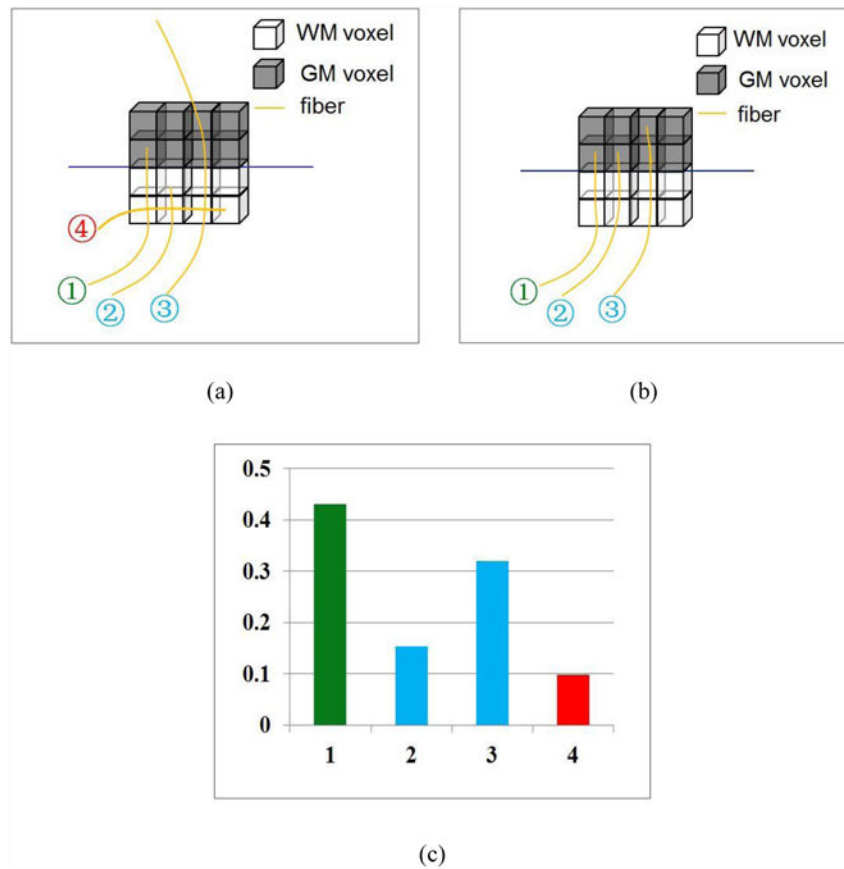 WM voxel
GM voxel
fiber
④
①
②
③
(a)
WM voxel
GM voxel
fiber
①
②
③
(b)
0.5
0.4
0.3
0.2
0.1
0
1 2 3 4
(c)